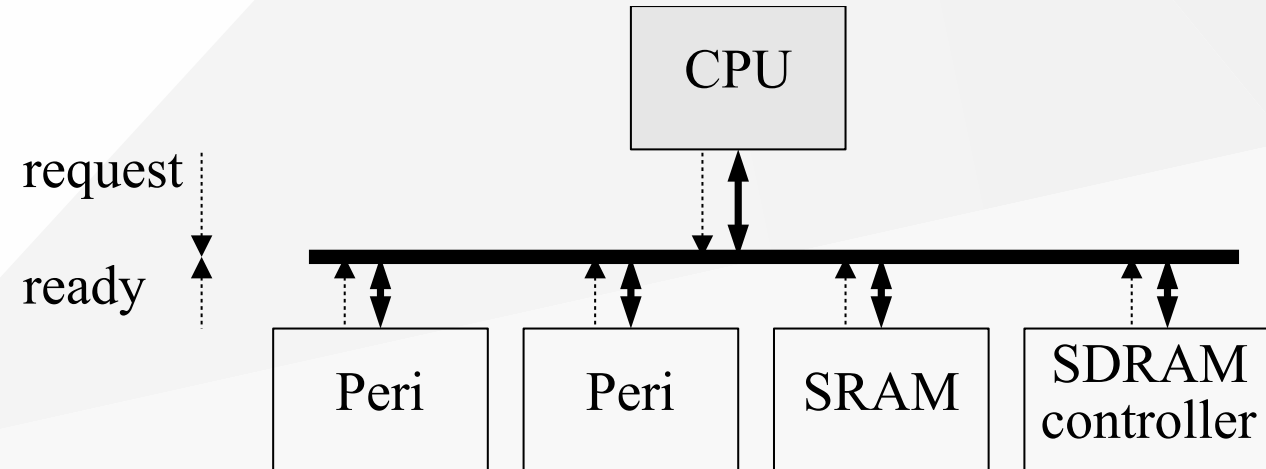 CPU
request
ready
Peri
Peri
SRAM
SDRAM
controller